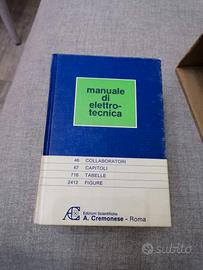 manuale
di
elettro-
tecnica
46 COLLABORATORI
67 CAPITOLI
716 TABELLE
2412 FIGURE
Edizioni Scientifiche
A. Cremonese - Roma
subito